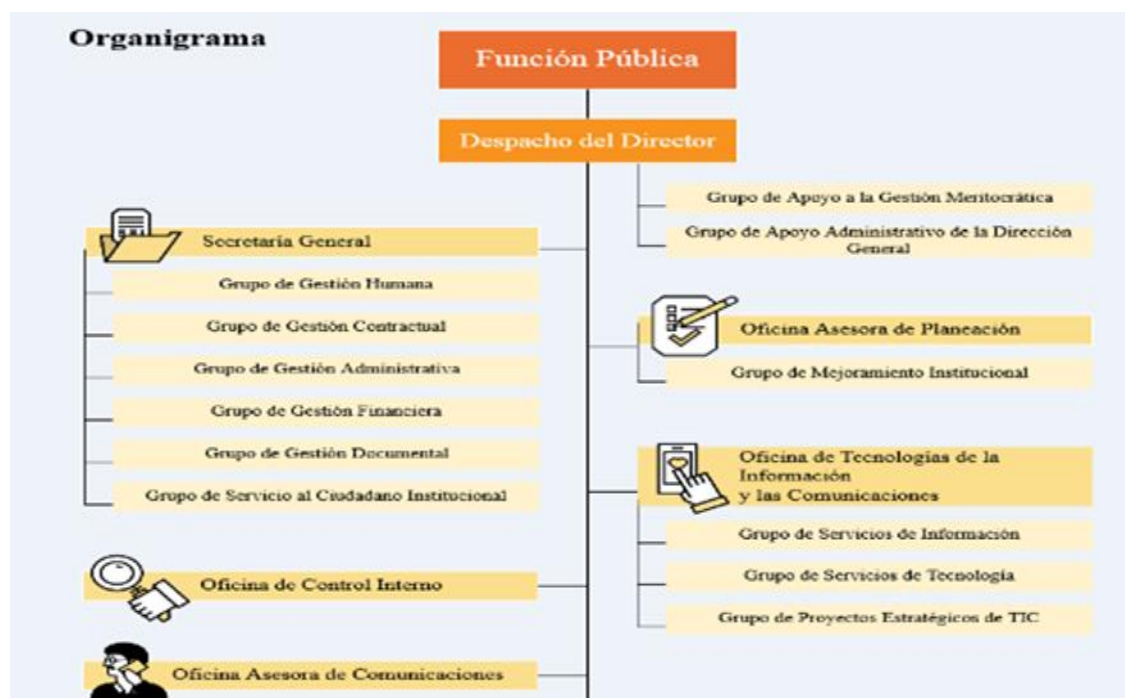 Organigrama
Función Pública
Despacho del Director
Grupo de Apoyo a la Gestión Meritocrática
Grupo de Apoyo Administrativo de la Dirección
General
Secretaría General
Grupo de Gestión Humana
Grupo de Gestión Contractual
Grupo de Gestión Administrativa
Grupo de Gestión Financiera
Grupo de Gestión Documental
Grupo de Servicio al Ciudadano Institucional
Oficina Asesora de Planeación
Grupo de Mejoramiento Institucional
Oficina de Tecnologías de la
Información
y las Comunicaciones
Grupo de Servicios de Información
Grupo de Servicios de Tecnología
Grupo de Proyectos Estratégicos de TIC
Oficina de Control Interno
Oficina Asesora de Comunicaciones